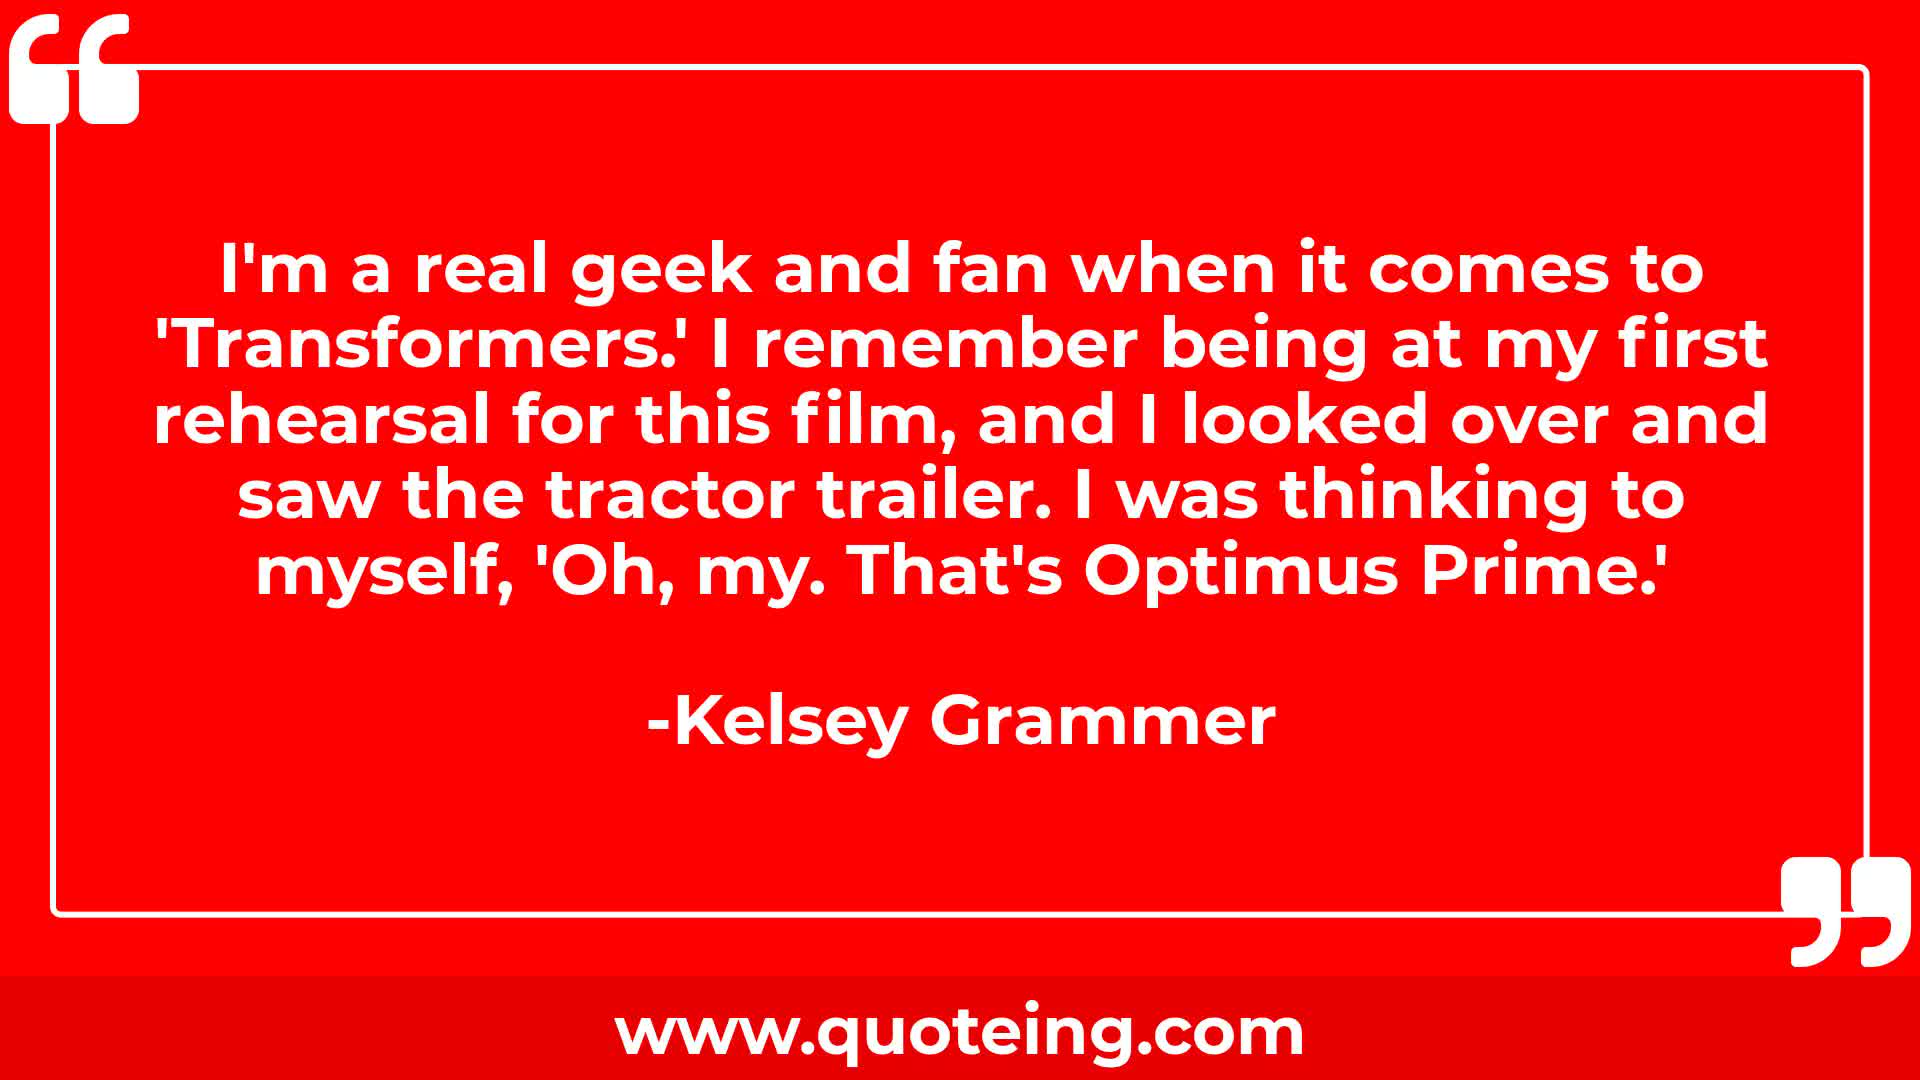 I'm a real geek and fan when it comes to
'Transformers.' I remember being at my first
rehearsal for this film, and I looked over and
saw the tractor trailer. I was thinking to
myself, 'Oh, my. That's Optimus Prime.'
-Kelsey Grammer
www.quoteing.com